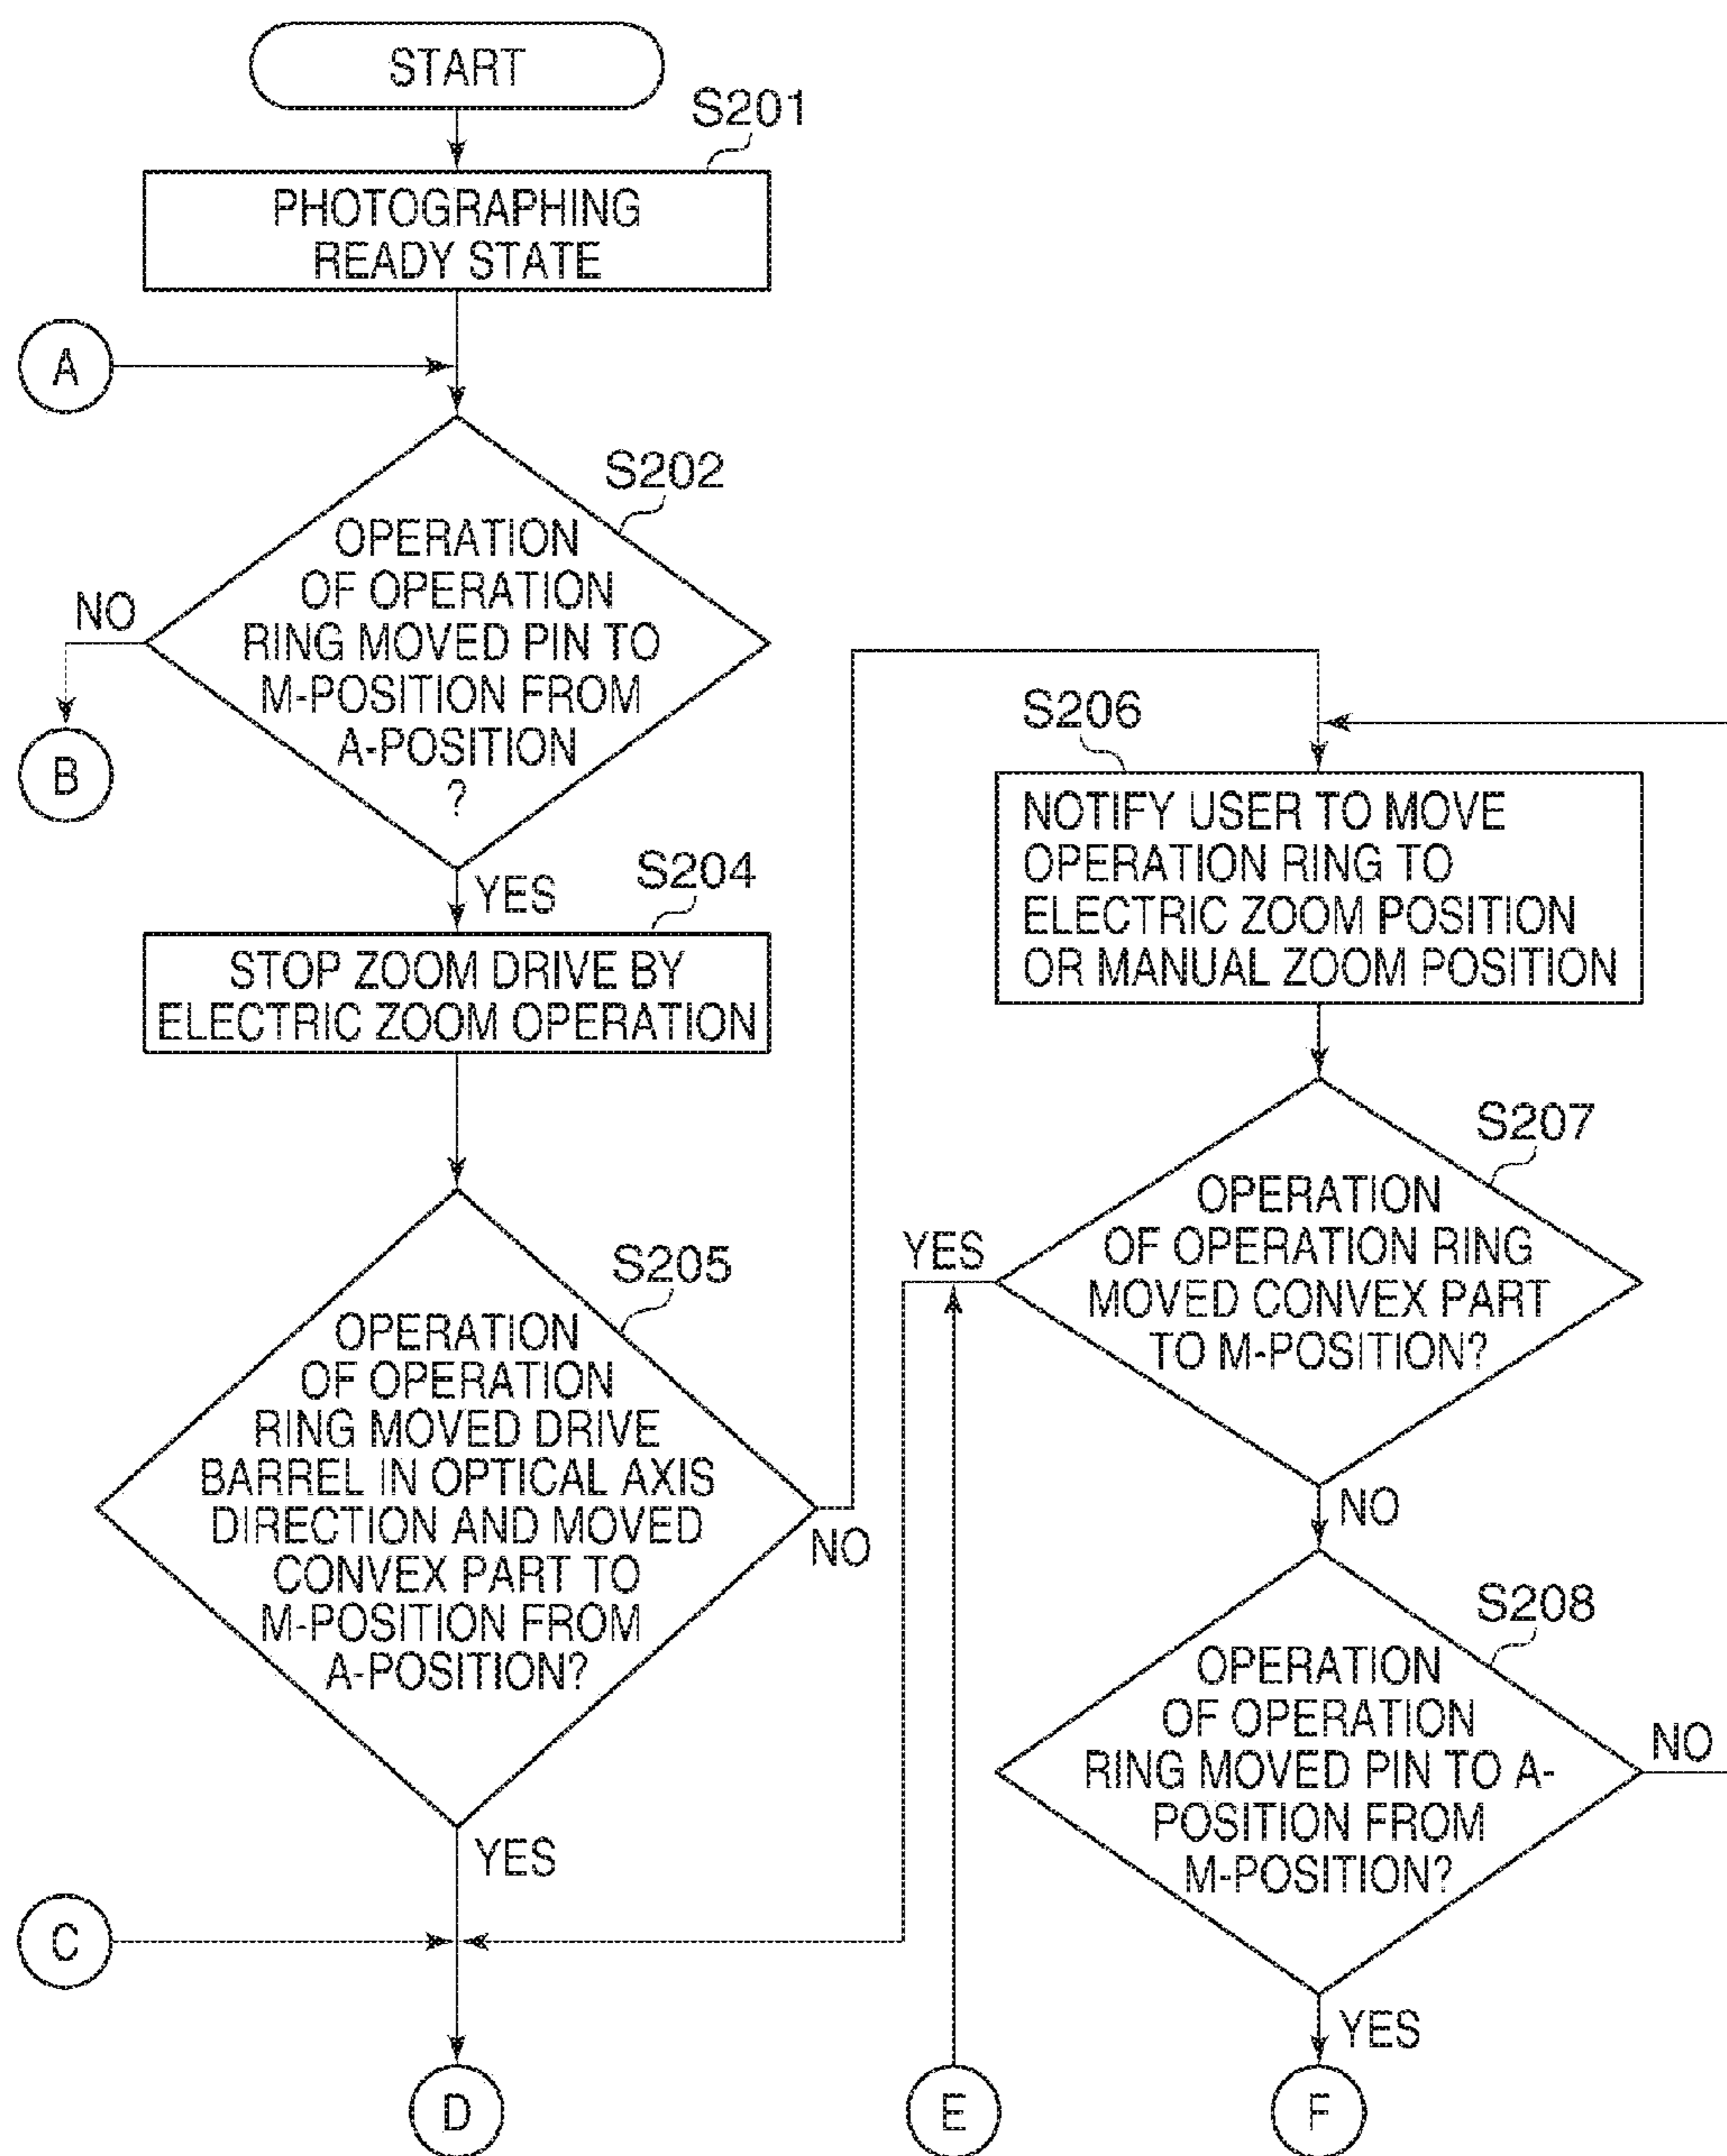 START
S201
PHOTOGRAPHING
READY STATE
A
S202
OPERATION
OF OPERATION
RING MOVED PIN TO
M-POSITION FROM
A-POSITION
?
NO
B
YES
S204
STOP ZOOM DRIVE BY
ELECTRIC ZOOM OPERATION
S205
OPERATION
OF OPERATION
RING MOVED DRIVE
BARREL IN OPTICAL AXIS
DIRECTION AND MOVED
CONVEX PART TO
M-POSITION FROM
A-POSITION?
NO
YES
C
D
S206
NOTIFY USER TO MOVE
OPERATION RING TO
ELECTRIC ZOOM POSITION
OR MANUAL ZOOM POSITION
S207
OPERATION
OF OPERATION RING
MOVED CONVEX PART
TO M-POSITION?
YES
NO
S208
OPERATION
OF OPERATION
RING MOVED PIN TO A-
POSITION FROM
M-POSITION?
NO
YES
E
F